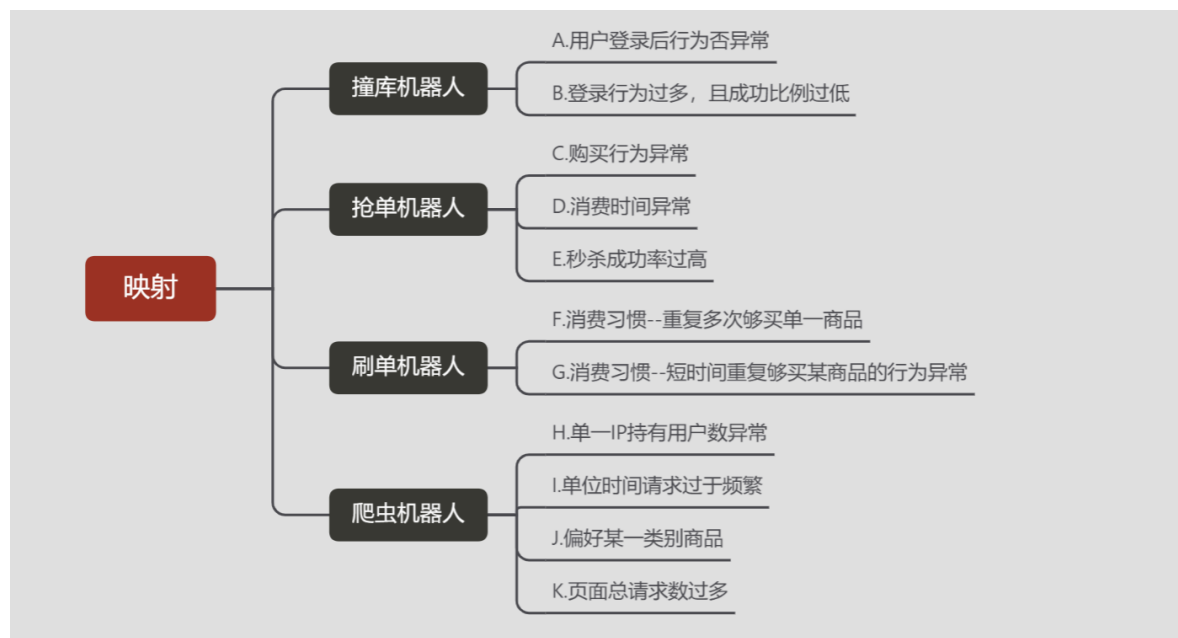 映射
撞库机器人
A.用户登录后行为否异常
B.登录行为过多，且成功比例过低
抢单机器人
C.购买行为异常
D.消费时间异常
E.秒杀成功率过高
刷单机器人
F.消费习惯--重复多次够买单一商品
G.消费习惯--短时间重复够买某商品的行为异常
爬虫机器人
H.单一IP持有用户数异常
I.单位时间请求过于频繁
J.偏好某一类别商品
K.页面总请求数过多